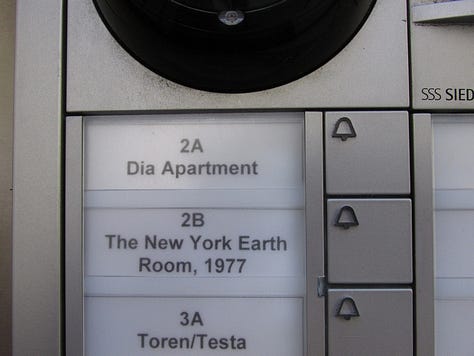 SSS SIED
2A
Dia Apartment
2B
The New York Earth
Room, 1977
3A
Toren/Testa